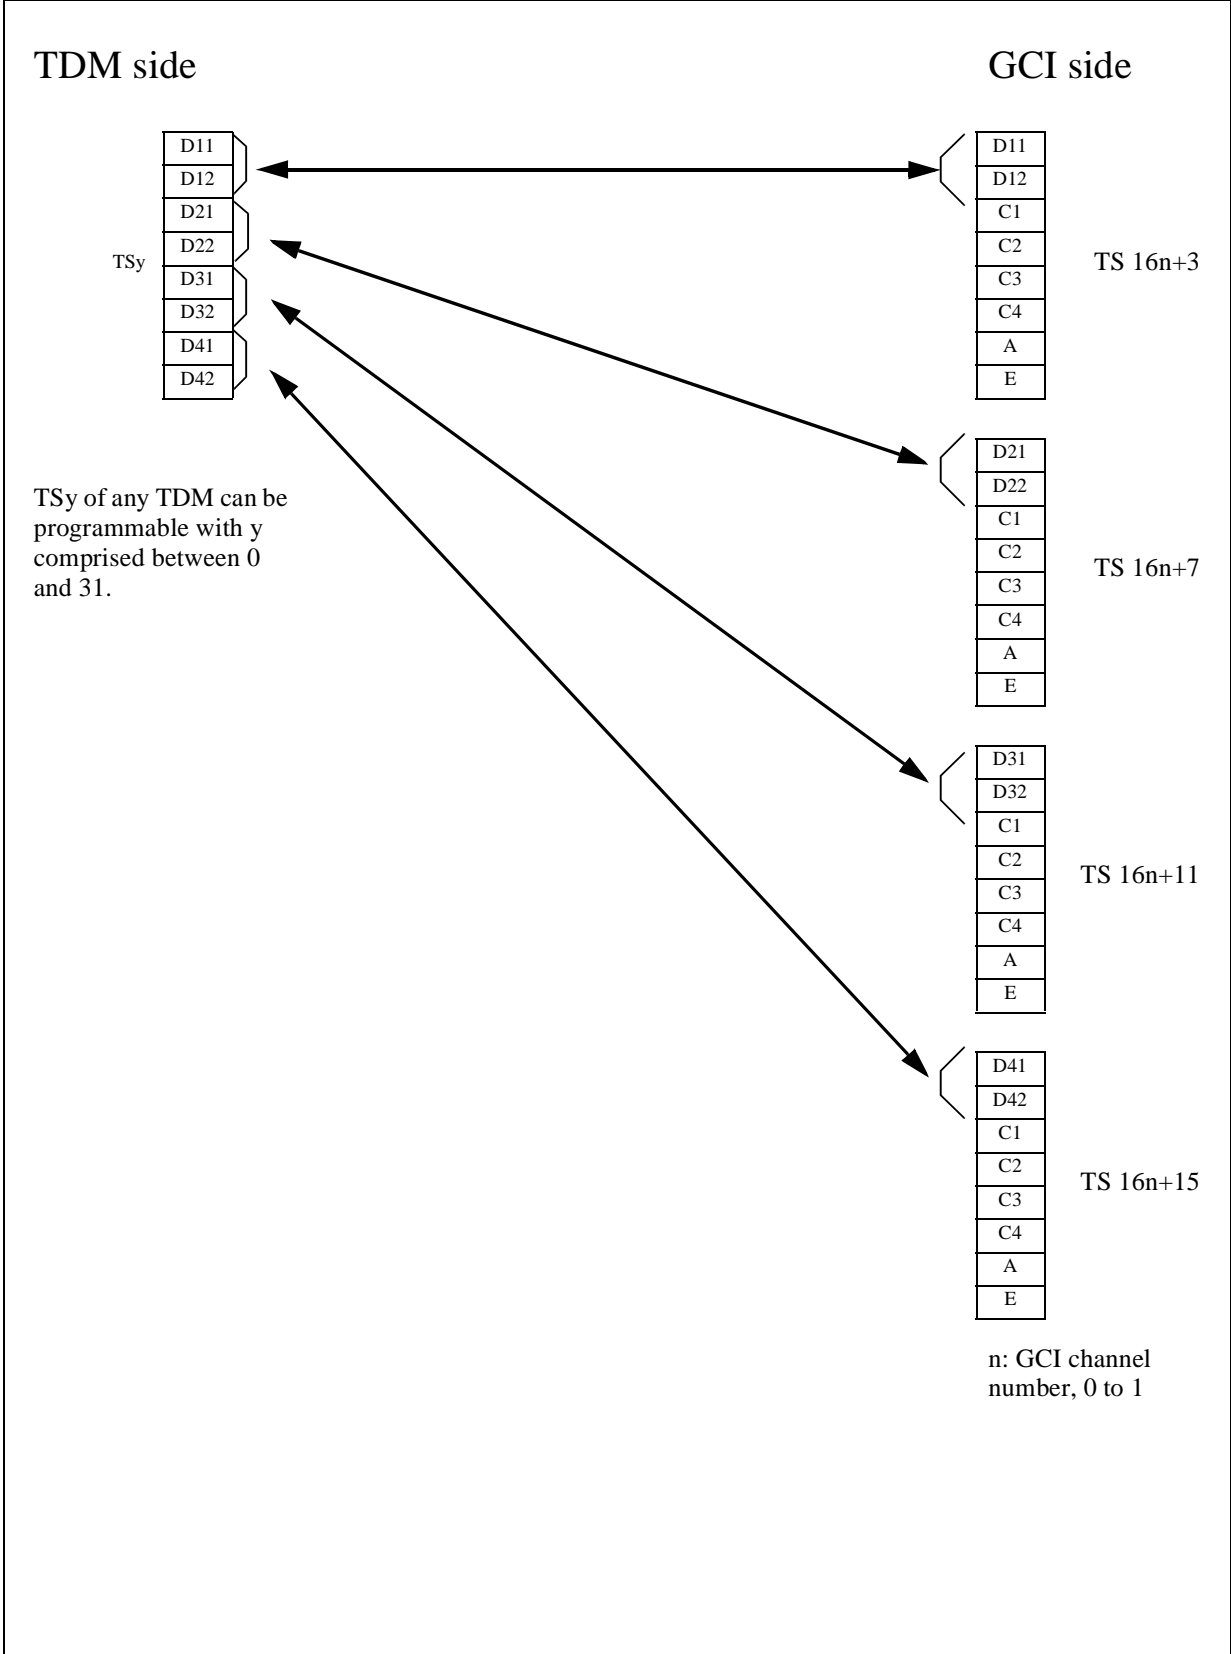 TDM side
GCI side
D11
D12
D21
D22
D31
D32
D41
D42
TSy
TSy of any TDM can be
programmable with y
comprised between 0
and 31.
D11
D12
C1
C2
C3
C4
A
E
TS 16n+3
D21
D22
C1
C2
C3
C4
A
E
TS 16n+7
D31
D32
C1
C2
C3
C4
A
E
TS 16n+11
D41
D42
C1
C2
C3
C4
A
E
TS 16n+15
n: GCI channel
number, 0 to 1